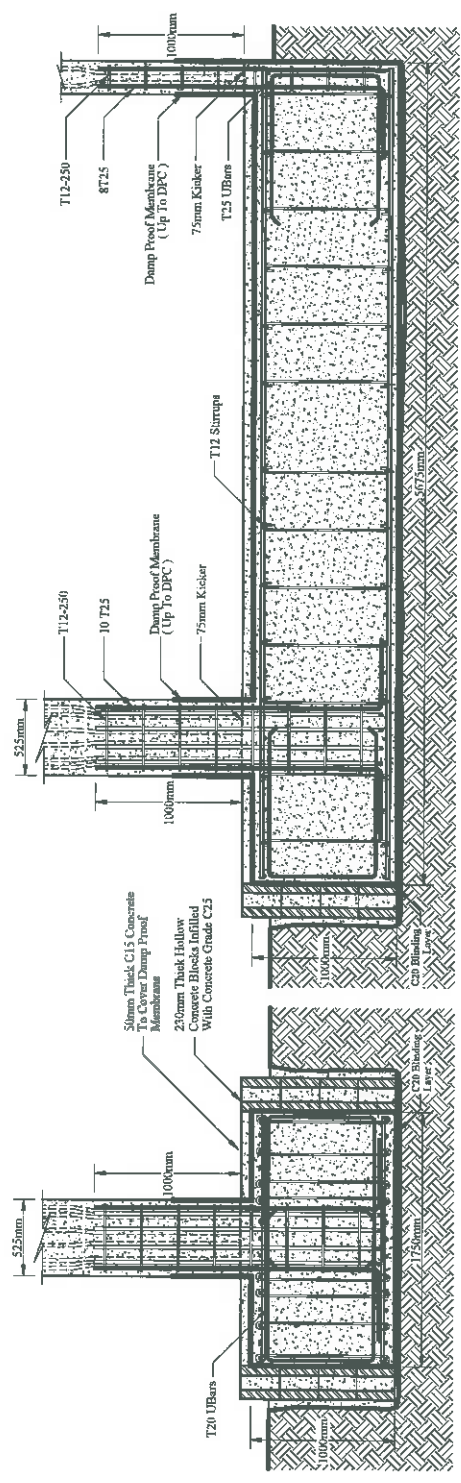 525mm
1000mm
T20 UBars
1000mm
1750mm
C20 Blinding
Layer
50mm Thick C15 Concrete
To Cover Damp Proof
Membrane
230mm Thick Hollow
Concrete Blocks Infilled
With Concrete Grade C25
525mm
1000mm
T12-250
10 T25
Damp Proof Membrane
( Up To DPC )
75mm Kicker
T12 Stirrups
1000mm
C20 Blinding
Layer
5675mm
T12-250
8T25
Damp Proof Membrane
( Up To DPC )
75mm Kicker
T25 UBars
1000mm